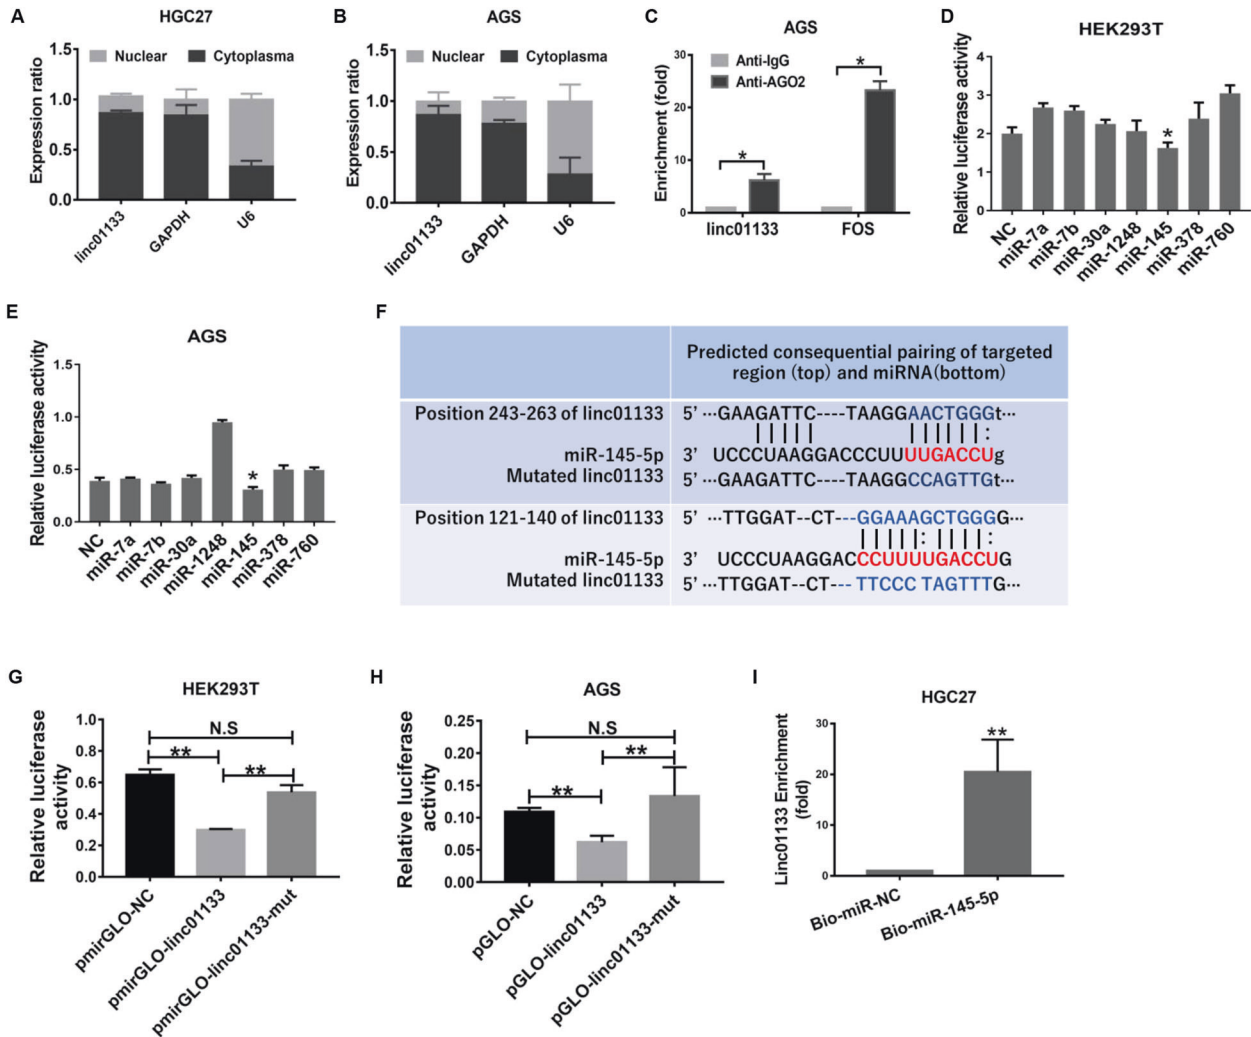 A
HGC27
Nuclear Cytoplasma
Expression ratio
1.5
1.0
0.5
0.0
linc01133
GAPDH
U6
B
AGS
Nuclear Cytoplasma
Expression ratio
1.5
1.0
0.5
0.0
linc01133
GAPDH
U6
C
AGS
Anti-IgG
Anti-AGO2
Enrichment (fold)
30
20
10
0
*
*
linc01133
FOS
D
HEK293T
Relative luciferase activity
4
3
2
1
0
*
NC
miR-7a
miR-7b
miR-30a
miR-1248
miR-145
miR-378
miR-760
E
AGS
Relative luciferase activity
1.5
1.0
0.5
0.0
*
NC
miR-7a
miR-7b
miR-30a
miR-1248
miR-145
miR-378
miR-760
F
Predicted consequential pairing of targeted
region (top) and miRNA(bottom)
Position 243-263 of linc01133 5’ ···GAAGATTC----TAAGGAACTGGGt···
| | | | | | | | | | | :
miR-145-5p 3’ UCCCUAAGGACCCUUUUGACCUg
Mutated linc01133 5’ ···GAAGATTC----TAAGGCCAGTTGt···
Position 121-140 of linc01133 5’ ···TTGGAT--CT---GGAAAGCTGGGG···
| | | | | : | | | | :
miR-145-5p 3’ UCCCUAAGGACCCUUUUGACCUG
Mutated linc01133 5’ ···TTGGAT--CT---TTCCC TAGTTTG···
G
HEK293T
Relative luciferase
activity
1.0
0.8
0.6
0.4
0.2
0.0
N.S
**
**
pmirGLO-NC
pmirGLO-linc01133
pmirGLO-linc01133-mut
H
AGS
Relative luciferase
activity
0.25
0.20
0.15
0.10
0.05
0.00
N.S
**
**
pGLO-NC
pGLO-linc01133
pGLO-linc01133-mut
I
HGC27
Linc01133 Enrichment
(fold)
30
20
10
0
**
Bio-miR-NC
Bio-miR-145-5p